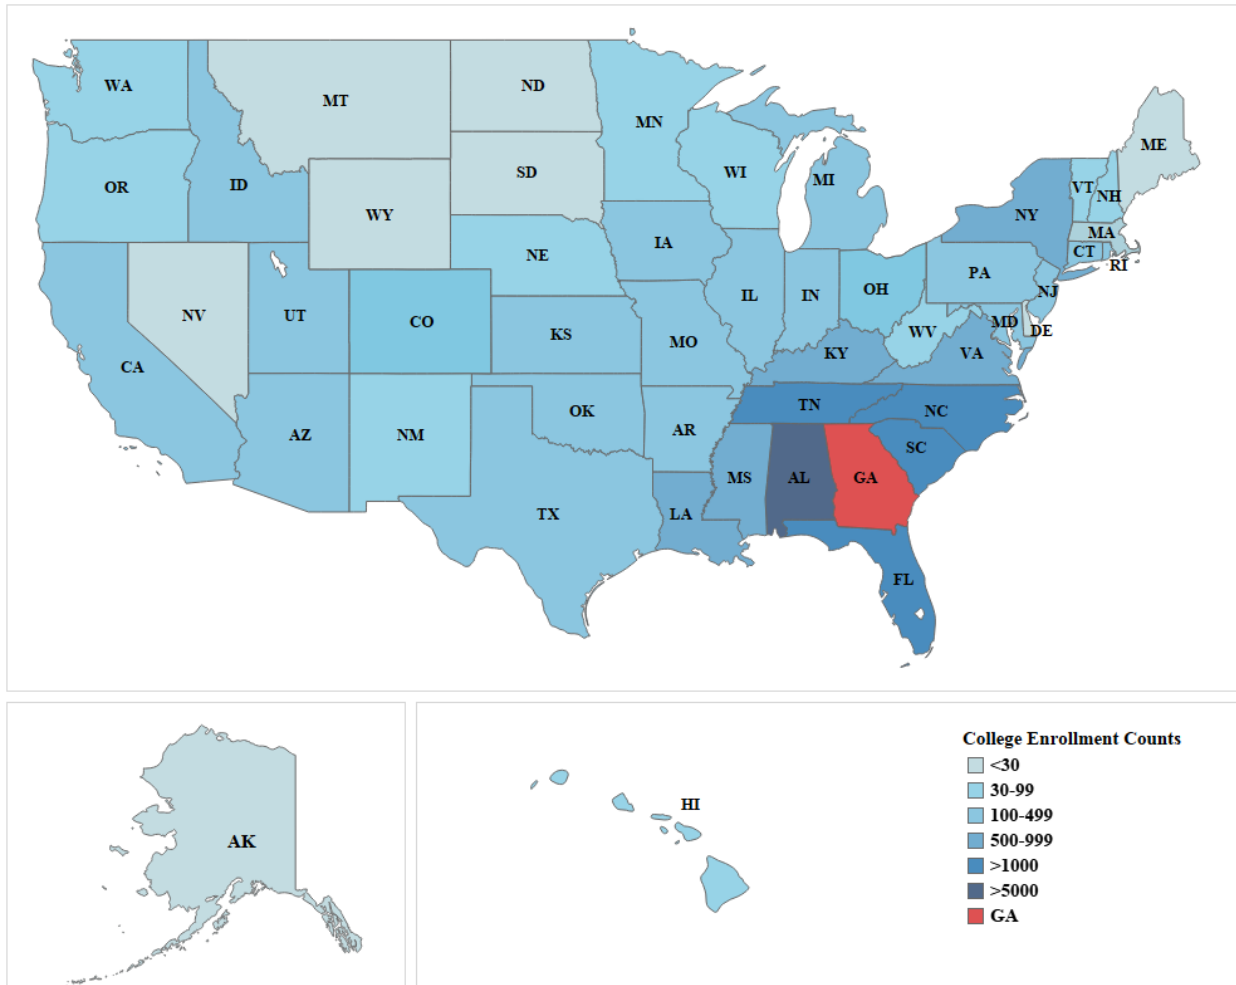 WA
MT
ND
MN
ME
OR
ID
SD
WI
MI
VT
NH
WY
NY
MA
IA
CT
RI
NE
PA
NV
UT
CO
IL
IN
OH
NJ
KS
MO
WV
MD
DE
CA
KY
VA
AZ
NM
OK
AR
TN
NC
SC
TX
LA
MS
AL
GA
FL
AK
HI
College Enrollment Counts
<30
30-99
100-499
500-999
>1000
>5000
GA